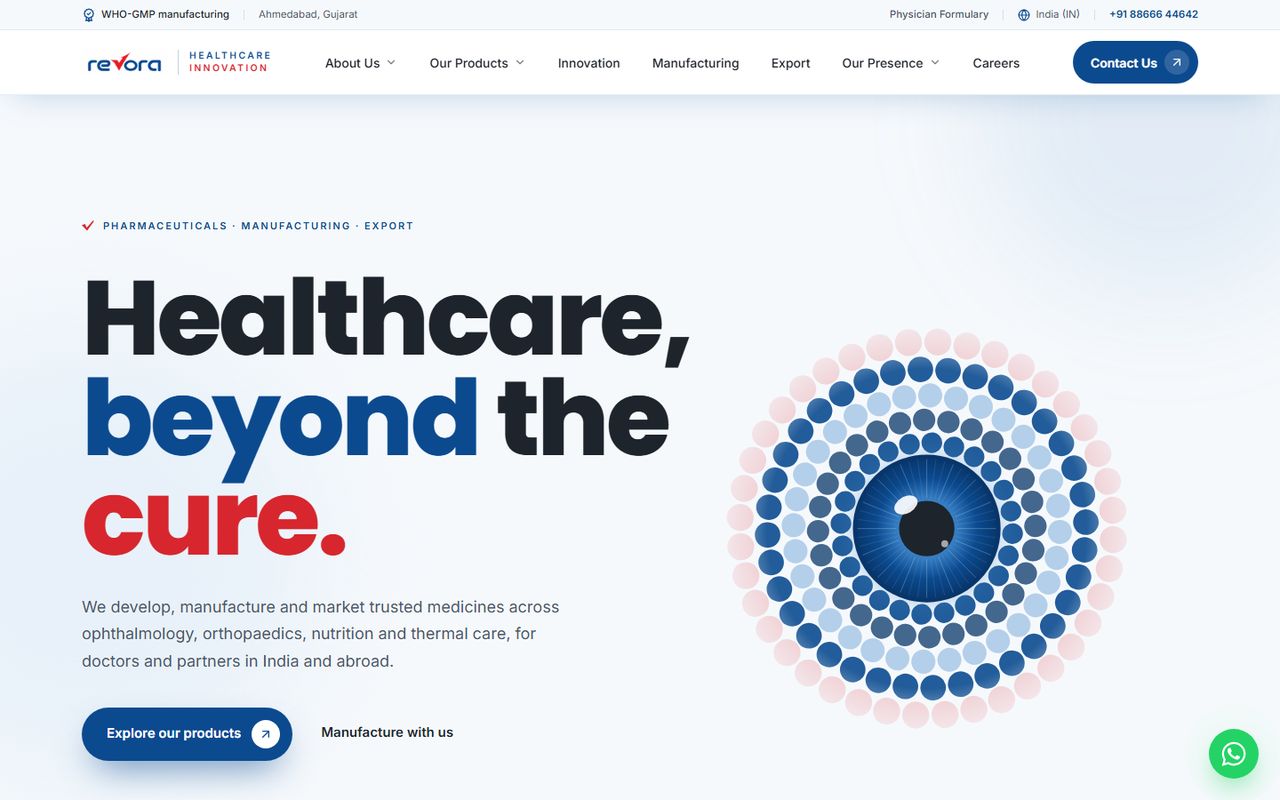 WHO-GMP manufacturing
Ahmedabad, Gujarat
Physician Formulary
India (IN)
+91 88666 44642
revora
HEALTHCARE
INNOVATION
About Us
Our Products
Innovation
Manufacturing
Export
Our Presence
Careers
Contact Us
PHARMACEUTICALS · MANUFACTURING · EXPORT
Healthcare,
beyond the
cure.
We develop, manufacture and market trusted medicines across
ophthalmology, orthopaedics, nutrition and thermal care, for
doctors and partners in India and abroad.
Explore our products
Manufacture with us